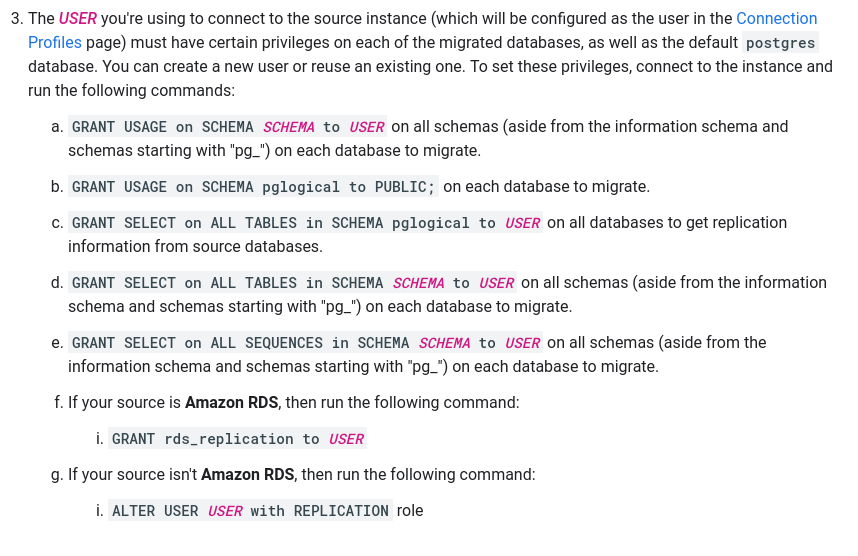 3. The USER you're using to connect to the source instance (which will be configured as the user in the Connection
Profiles page) must have certain privileges on each of the migrated databases, as well as the default postgres
database. You can create a new user or reuse an existing one. To set these privileges, connect to the instance and
run the following commands:
a. GRANT USAGE on SCHEMA SCHEMA to USER on all schemas (aside from the information schema and
schemas starting with "pg_") on each database to migrate.
b. GRANT USAGE on SCHEMA pglogical to PUBLIC; on each database to migrate.
c. GRANT SELECT on ALL TABLES in SCHEMA pglogical to USER on all databases to get replication
information from source databases.
d. GRANT SELECT on ALL TABLES in SCHEMA SCHEMA to USER on all schemas (aside from the information
schema and schemas starting with "pg_") on each database to migrate.
e. GRANT SELECT on ALL SEQUENCES in SCHEMA SCHEMA to USER on all schemas (aside from the
information schema and schemas starting with "pg_") on each database to migrate.
f. If your source is Amazon RDS, then run the following command:
i. GRANT rds_replication to USER
g. If your source isn't Amazon RDS, then run the following command:
i. ALTER USER USER with REPLICATION role